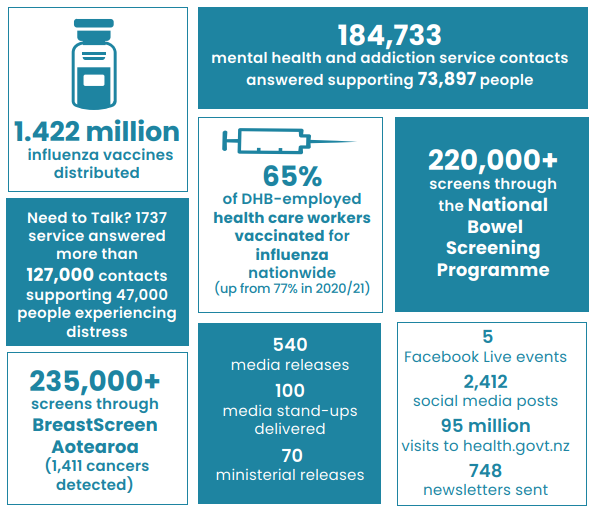 1.422 million
influenza vaccines
distributed
184,733
mental health and addiction service contacts
answered supporting 73,897 people
65%
of DHB-employed
health care workers
vaccinated for
influenza
nationwide
(up from 77% in 2020/21)
220,000+
screens through
the National
Bowel
Screening
Programme
Need to Talk? 1737
service answered
more than
127,000 contacts
supporting 47,000
people experiencing
distress
235,000+
screens through
BreastScreen
Aotearoa
(1,411 cancers
detected)
540
media releases
100
media stand-ups
delivered
70
ministerial releases
5
Facebook Live events
2,412
social media posts
95 million
visits to health.govt.nz
748
newsletters sent